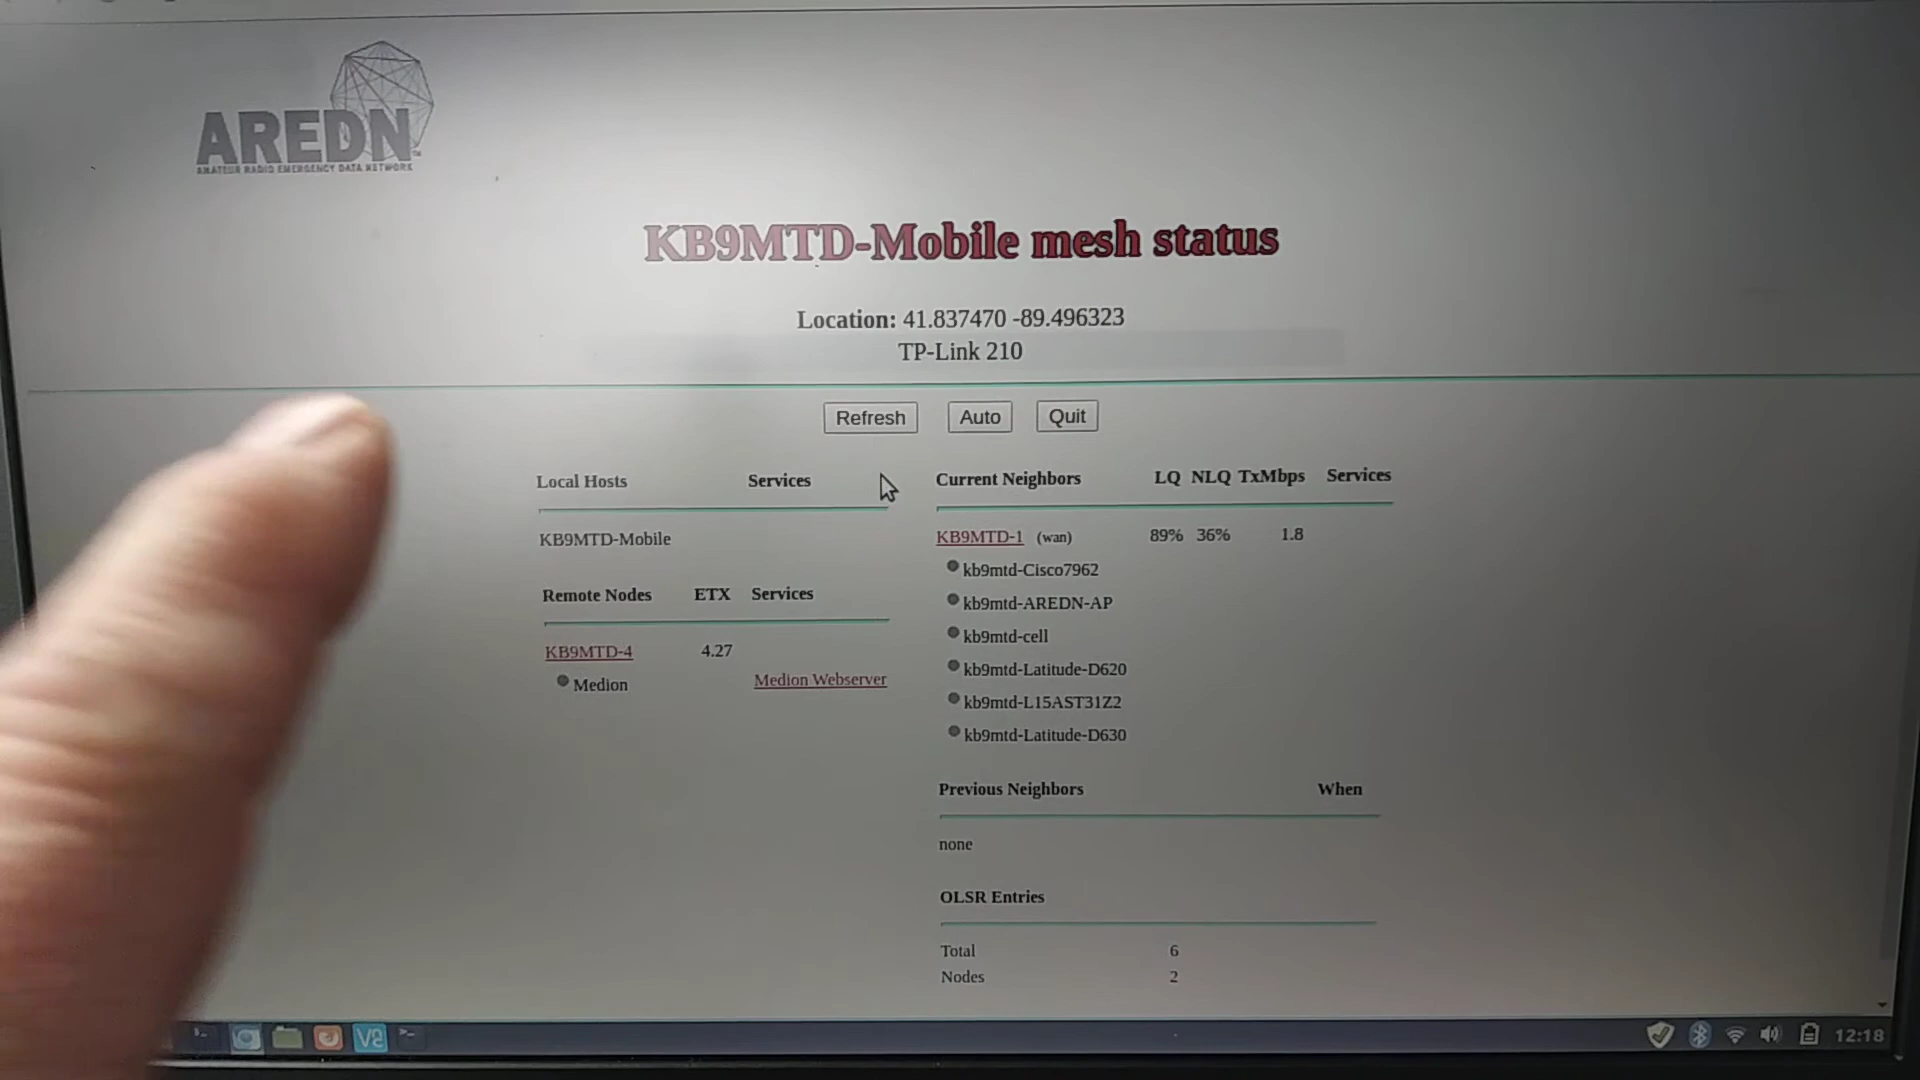 AREDN
AMATEUR RADIO EMERGENCY DATA NETWORK
KB9MTD-Mobile mesh status
Location: 41.837470 -89.496323
TP-Link 210
Refresh Auto Quit
Local Hosts Services
KB9MTD-Mobile
Remote Nodes ETX Services
KB9MTD-4 4.27
Medion Medion Webserver
Current Neighbors LQ NLQ TxMbps Services
KB9MTD-1 (wan) 89% 36% 1.8
kb9mtd-Cisco7962
kb9mtd-AREDN-AP
kb9mtd-cell
kb9mtd-Latitude-D620
kb9mtd-L15AST31Z2
kb9mtd-Latitude-D630
Previous Neighbors When
none
OLSR Entries
Total 6
Nodes 2
12:18